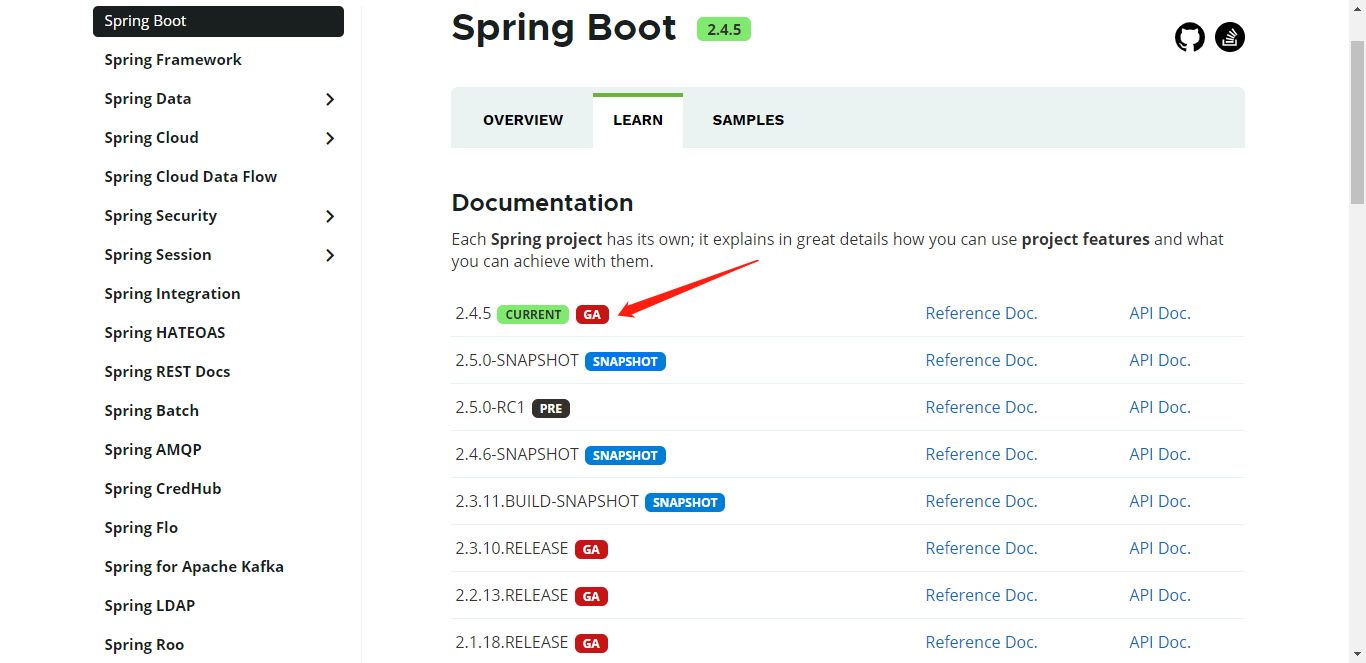 Spring Boot
Spring Framework
Spring Data
Spring Cloud
Spring Cloud Data Flow
Spring Security
Spring Session
Spring Integration
Spring HATEOAS
Spring REST Docs
Spring Batch
Spring AMQP
Spring CredHub
Spring Flo
Spring for Apache Kafka
Spring LDAP
Spring Roo
Spring Boot 2.4.5
OVERVIEW LEARN SAMPLES
Documentation
Each Spring project has its own; it explains in great details how you can use project features and what
you can achieve with them.
2.4.5 CURRENT GA Reference Doc. API Doc.
2.5.0-SNAPSHOT SNAPSHOT Reference Doc. API Doc.
2.5.0-RC1 PRE Reference Doc. API Doc.
2.4.6-SNAPSHOT SNAPSHOT Reference Doc. API Doc.
2.3.11.BUILD-SNAPSHOT SNAPSHOT Reference Doc. API Doc.
2.3.10.RELEASE GA Reference Doc. API Doc.
2.2.13.RELEASE GA Reference Doc. API Doc.
2.1.18.RELEASE GA Reference Doc. API Doc.